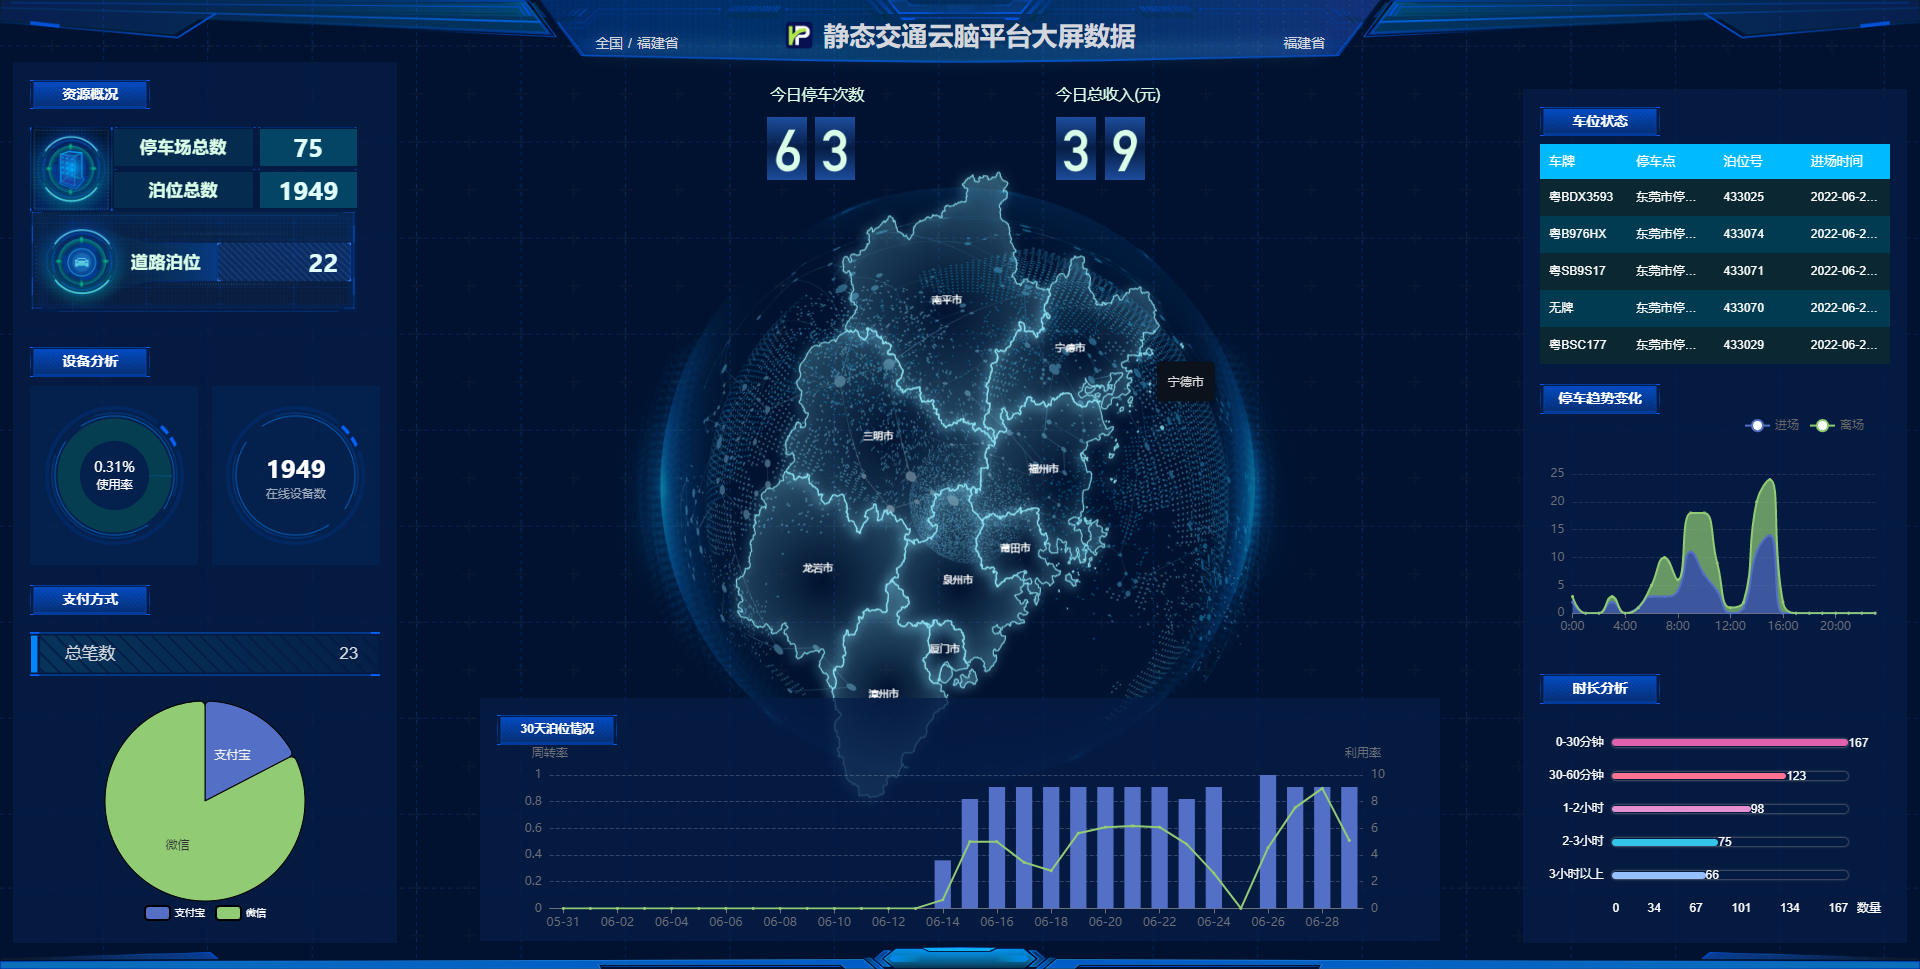 静态交通云脑平台大屏数据
全国 / 福建省
福建省
资源概况
停车场总数 75
泊位总数 1949
道路泊位 22
设备分析
0.31%
使用率
1949
在线设备数
支付方式
总笔数 23
支付宝
微信
支付宝 微信
今日停车次数
63
今日总收入(元)
39
南平市
宁德市
宁德市
三明市
福州市
莆田市
龙岩市
泉州市
厦门市
漳州市
30天泊位情况
周转率 利用率
1 10
0.8 8
0.6 6
0.4 4
0.2 2
0 0
05-31 06-02 06-04 06-06 06-08 06-10 06-12 06-14 06-16 06-18 06-20 06-22 06-24 06-26 06-28
车位状态
车牌 停车点 泊位号 进场时间
粤BDX3593 东莞市停... 433025 2022-06-2...
粤B976HX 东莞市停... 433074 2022-06-2...
粤SB9S17 东莞市停... 433071 2022-06-2...
无牌 东莞市停... 433070 2022-06-2...
粤BSC177 东莞市停... 433029 2022-06-2...
停车趋势变化
进场 离场
25
20
15
10
5
0
0:00 4:00 8:00 12:00 16:00 20:00
时长分析
0-30分钟 167
30-60分钟 123
1-2小时 98
2-3小时 75
3小时以上 66
0 34 67 101 134 167 数量